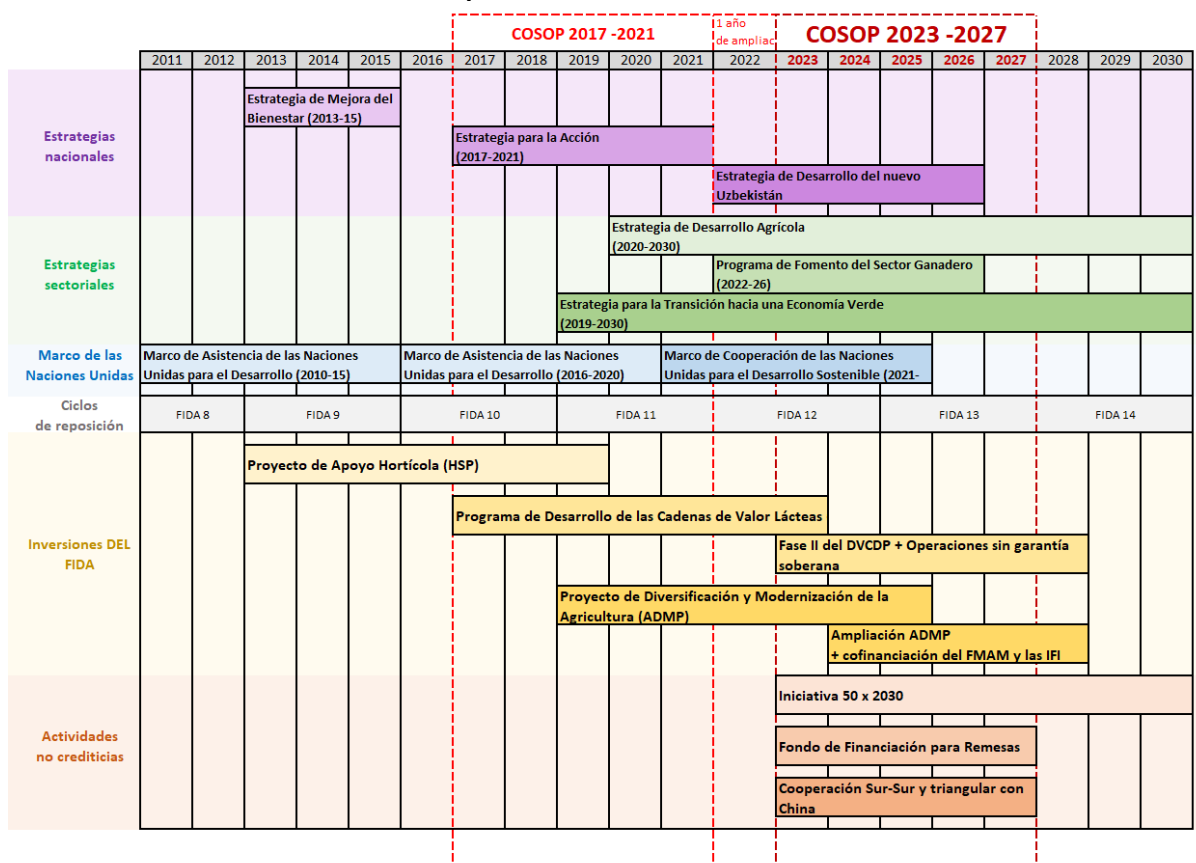 COSOP 2017 -2021
1 año
de ampliac
COSOP 2023 -2027
2011 2012 2013 2014 2015 2016 2017 2018 2019 2020 2021 2022 2023 2024 2025 2026 2027 2028 2029 2030
Estrategias
nacionales
Estrategia de Mejora del
Bienestar (2013-15)
Estrategia para la Acción
(2017-2021)
Estrategia de Desarrollo del nuevo
Uzbekistán
Estrategias
sectoriales
Estrategia de Desarrollo Agrícola
(2020-2030)
Programa de Fomento del Sector Ganadero
(2022-26)
Estrategia para la Transición hacia una Economía Verde
(2019-2030)
Marco de las
Naciones Unidas
Marco de Asistencia de las Naciones
Unidas para el Desarrollo (2010-15)
Marco de Asistencia de las Naciones
Unidas para el Desarrollo (2016-2020)
Marco de Cooperación de las Naciones
Unidas para el Desarrollo Sostenible (2021-
Ciclos
de reposición
FIDA 8 FIDA 9 FIDA 10 FIDA 11 FIDA 12 FIDA 13 FIDA 14
Inversiones DEL
FIDA
Proyecto de Apoyo Hortícola (HSP)
Programa de Desarrollo de las Cadenas de Valor Lácteas
Fase II del DVCDP + Operaciones sin garantía
soberana
Proyecto de Diversificación y Modernización de la
Agricultura (ADMP)
Ampliación ADMP
+ cofinanciación del FMAM y las IFI
Actividades
no crediticias
Iniciativa 50 x 2030
Fondo de Financiación para Remesas
Cooperación Sur-Sur y triangular con
China